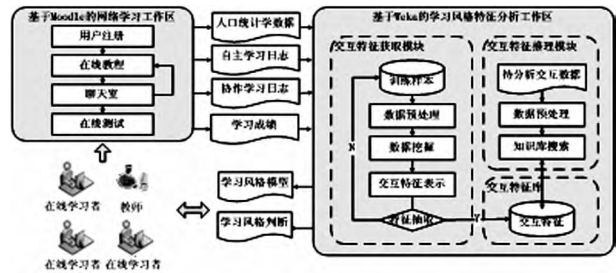 基于Moodle的网络学习工作区
用户注册
在线教程
聊天室
在线测试
在线学习者
教师
在线学习者
在线学习者
人口统计学数据
自主学习日志
协作学习日志
学习成绩
学习风格模型
学习风格判断
基于Weka的学习风格特征分析工作区
交互特征获取模块
训练样本
数据预处理
数据挖掘
交互特征表示
特征抽取
N
Y
交互特征推理模块
待分析交互数据
数据预处理
知识库搜索
交互特征库
交互特征